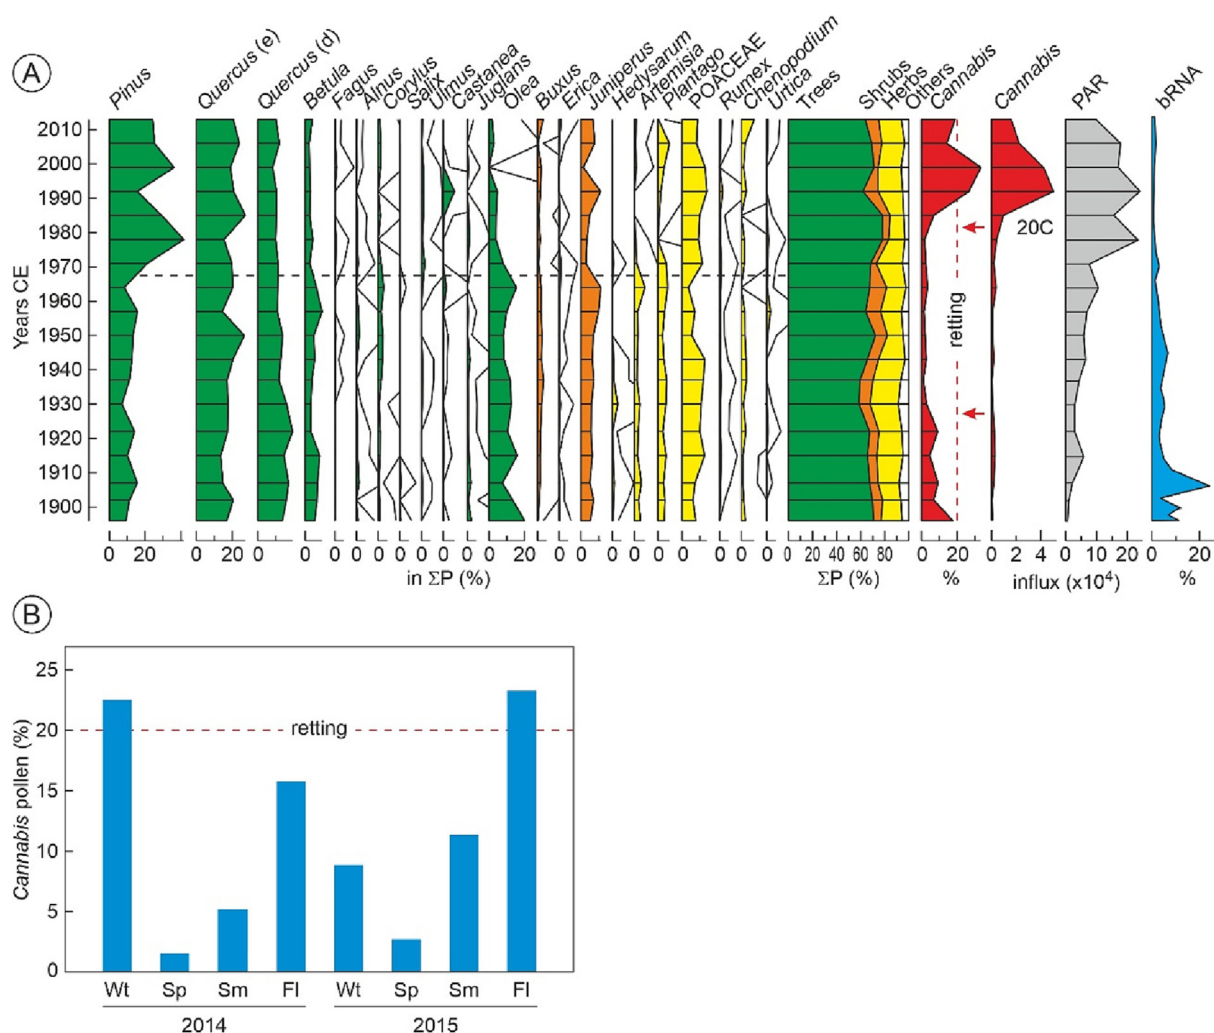 A
Pinus
Quercus (e)
Quercus (d)
Betula
Fagus
Alnus
Corylus
Salix
Ulmus
Castanea
Juglans
Olea
Buxus
Erica
Juniperus
Hedysarum
Artemisia
Plantago
POACEAE
Rumex
Chenopodium
Urtica
Trees
Shrubs
Herbs
Others
Cannabis
Cannabis
PAR
bRNA
Years CE
2010
2000
1990
1980
1970
1960
1950
1940
1930
1920
1910
1900
20C
retting
0 20 0 0 0 0 0 0 0 0 0 0 0 0 0 0 0 0 0 0 0 0 0 0 20 40 60 80 0 20 0 2 4 0 10 20 0 20
in ΣP (%)
ΣP (%)
%
influx (x10⁴)
%
B
Cannabis pollen (%)
25
20
15
10
5
0
retting
Wt Sp Sm Fl Wt Sp Sm Fl
2014 2015